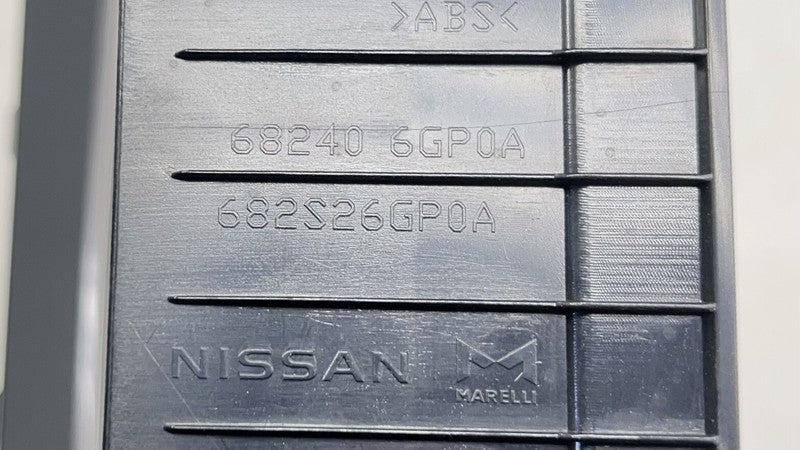 >ABS<
68240 6GP0A
682S26GP0A
NISSAN
MARELLI